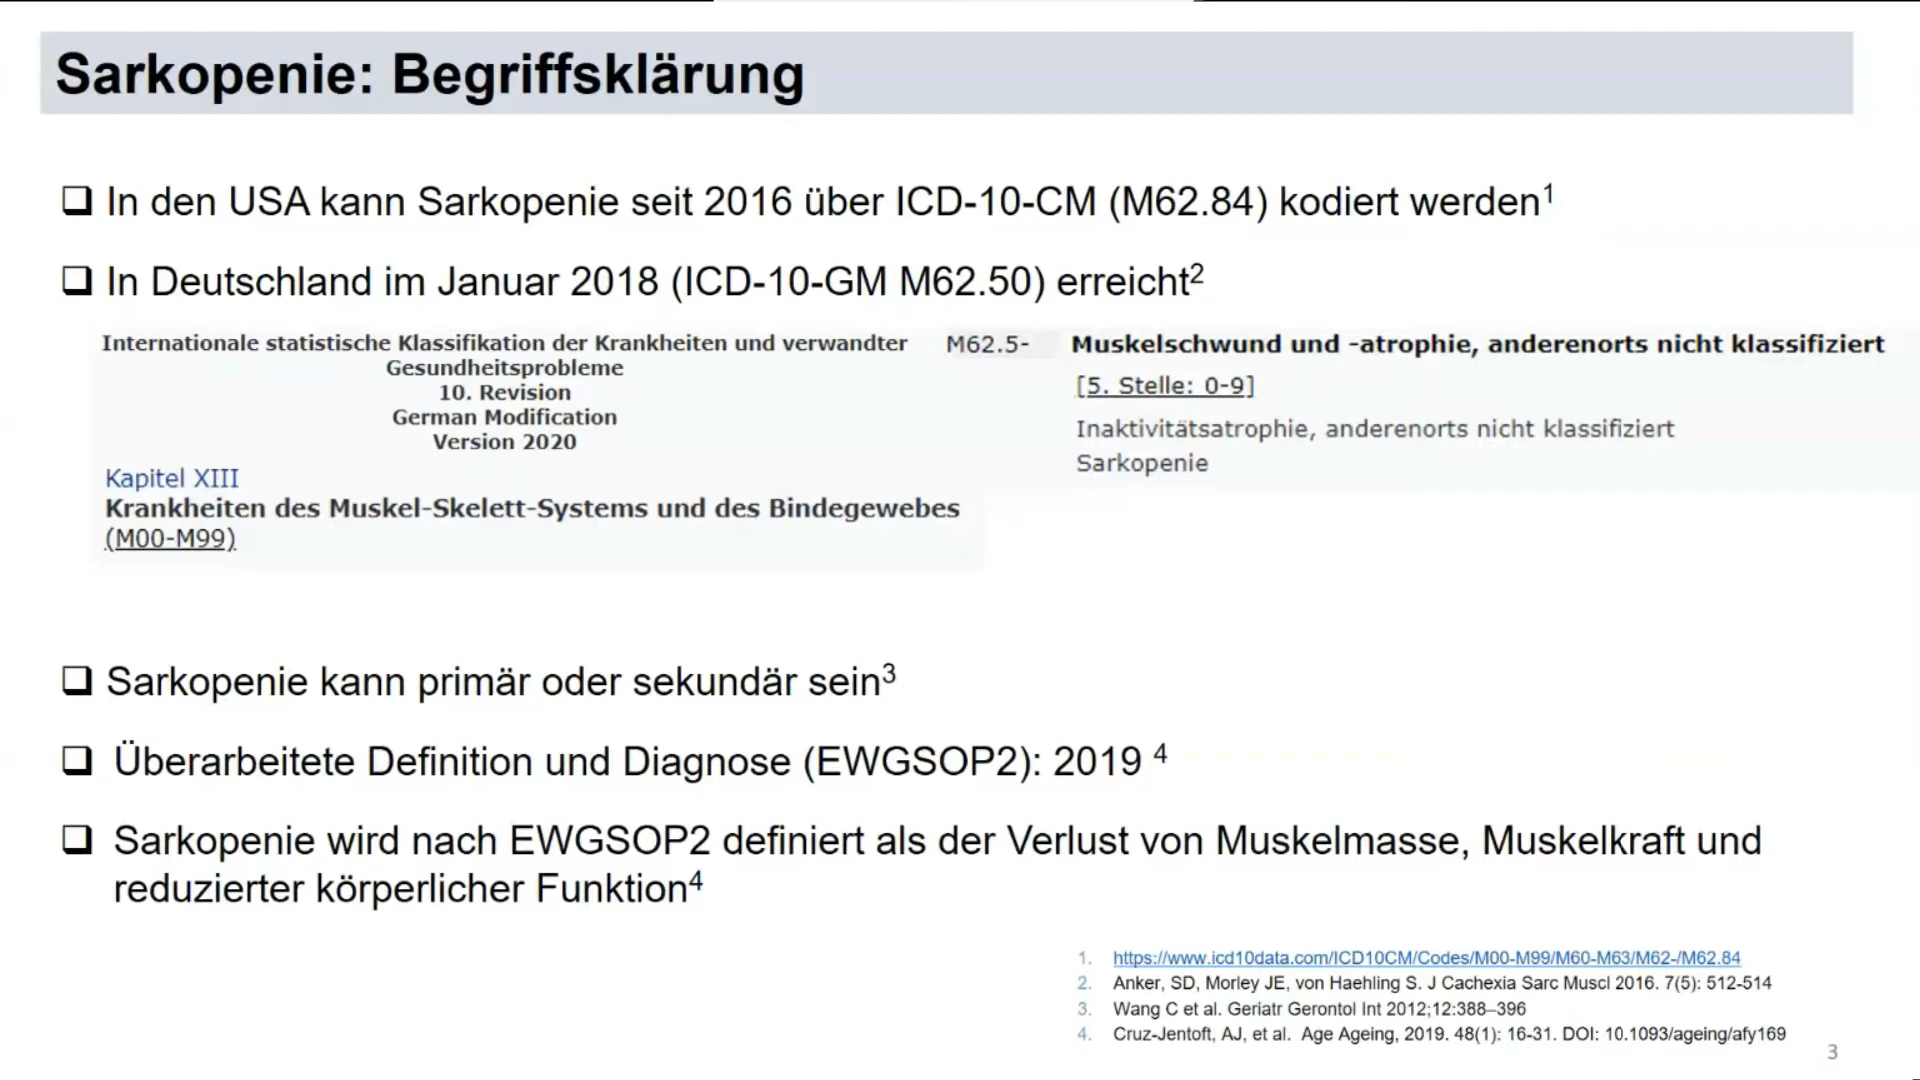 Sarkopenie: Begriffsklärung
❑ In den USA kann Sarkopenie seit 2016 über ICD-10-CM (M62.84) kodiert werden¹
❑ In Deutschland im Januar 2018 (ICD-10-GM M62.50) erreicht²
Internationale statistische Klassifikation der Krankheiten und verwandter
Gesundheitsprobleme
10. Revision
German Modification
Version 2020
Kapitel XIII
Krankheiten des Muskel-Skelett-Systems und des Bindegewebes
(M00-M99)
M62.5- Muskelschwund und -atrophie, anderenorts nicht klassifiziert
[5. Stelle: 0-9]
Inaktivitätsatrophie, anderenorts nicht klassifiziert
Sarkopenie
❑ Sarkopenie kann primär oder sekundär sein³
❑ Überarbeitete Definition und Diagnose (EWGSOP2): 2019 ⁴
❑ Sarkopenie wird nach EWGSOP2 definiert als der Verlust von Muskelmasse, Muskelkraft und
reduzierter körperlicher Funktion⁴
1. https://www.icd10data.com/ICD10CM/Codes/M00-M99/M60-M63/M62-/M62.84
2. Anker, SD, Morley JE, von Haehling S. J Cachexia Sarc Muscl 2016. 7(5): 512-514
3. Wang C et al. Geriatr Gerontol Int 2012;12:388–396
4. Cruz-Jentoft, AJ, et al. Age Ageing, 2019. 48(1): 16-31. DOI: 10.1093/ageing/afy169
3